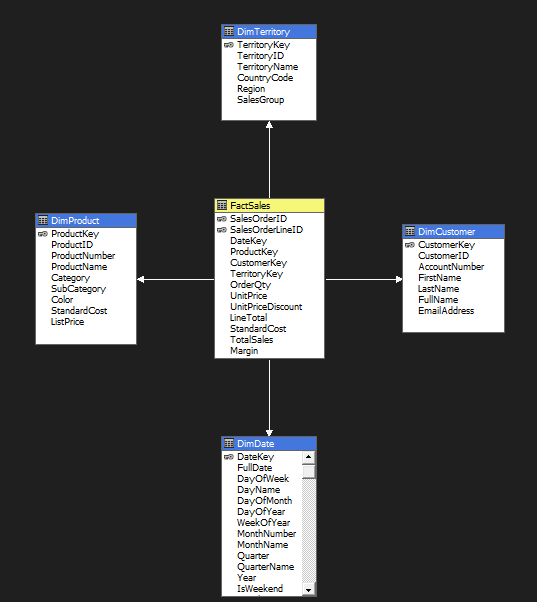 DimTerritory
TerritoryKey
TerritoryID
TerritoryName
CountryCode
Region
SalesGroup
DimProduct
ProductKey
ProductID
ProductNumber
ProductName
Category
SubCategory
Color
StandardCost
ListPrice
FactSales
SalesOrderID
SalesOrderLineID
DateKey
ProductKey
CustomerKey
TerritoryKey
OrderQty
UnitPrice
UnitPriceDiscount
LineTotal
StandardCost
TotalSales
Margin
DimCustomer
CustomerKey
CustomerID
AccountNumber
FirstName
LastName
FullName
EmailAddress
DimDate
DateKey
FullDate
DayOfWeek
DayName
DayOfMonth
DayOfYear
WeekOfYear
MonthNumber
MonthName
Quarter
QuarterName
Year
IsWeekend